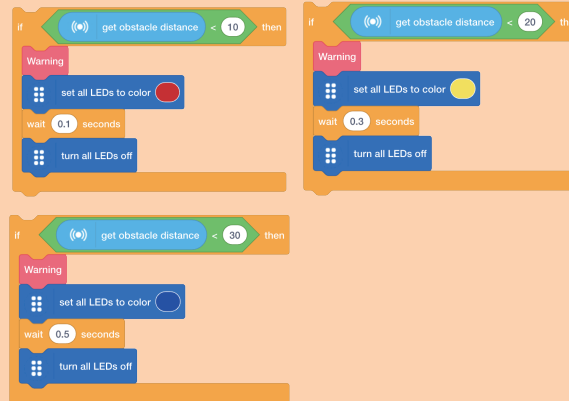 if get obstacle distance < 10 then
Warning
set all LEDs to color
wait 0.1 seconds
turn all LEDs off
if get obstacle distance < 20 th
Warning
set all LEDs to color
wait 0.3 seconds
turn all LEDs off
if get obstacle distance < 30 then
Warning
set all LEDs to color
wait 0.5 seconds
turn all LEDs off